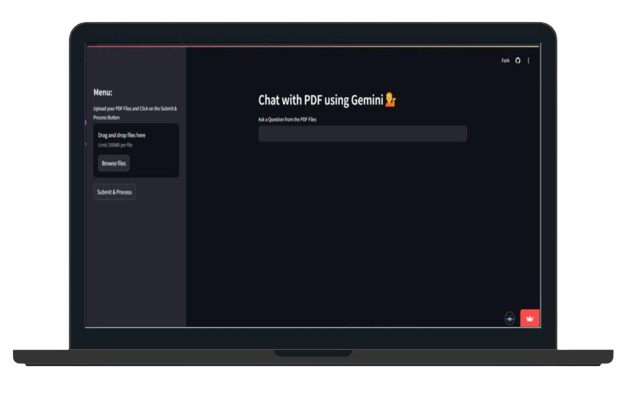 Fork
Menu:
Upload your PDF Files and Click on the Submit &
Process Button
Drag and drop files here
Limit 200MB per file
Browse files
Submit & Process
Chat with PDF using Gemini💁
Ask a Question from the PDF Files